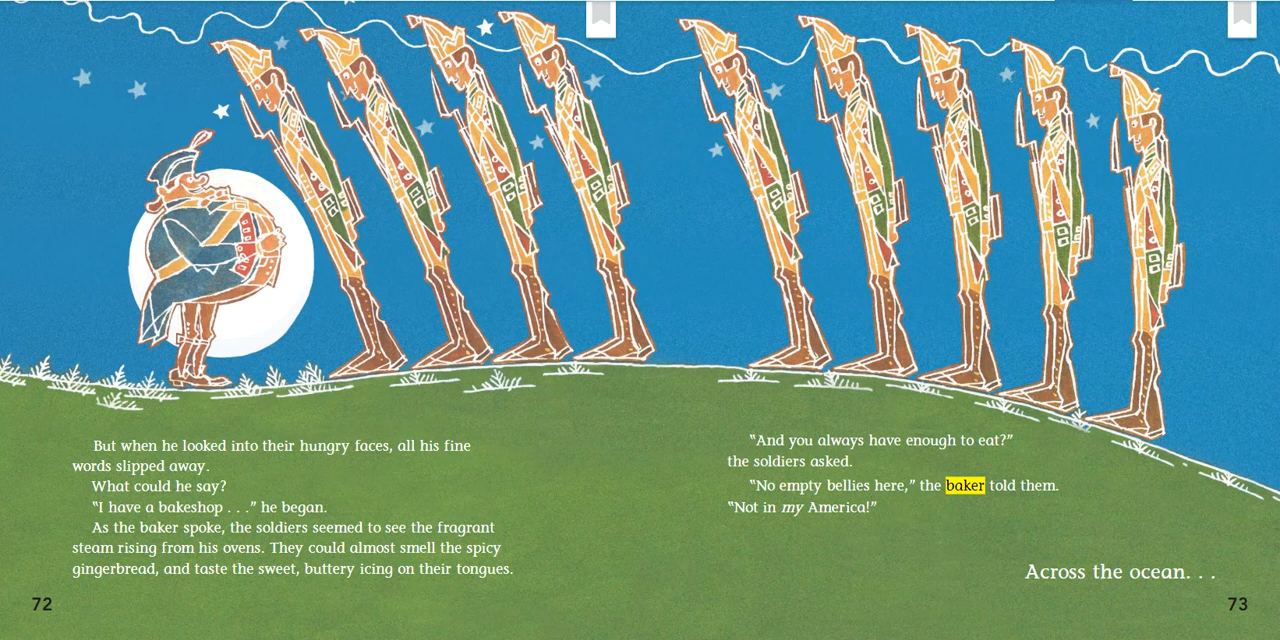 But when he looked into their hungry faces, all his fine
words slipped away.
What could he say?
“I have a bakeshop . . .” he began.
As the baker spoke, the soldiers seemed to see the fragrant
steam rising from his ovens. They could almost smell the spicy
gingerbread, and taste the sweet, buttery icing on their tongues.
72
“And you always have enough to eat?”
the soldiers asked.
“No empty bellies here,” the baker told them.
“Not in my America!”
Across the ocean. . .
73